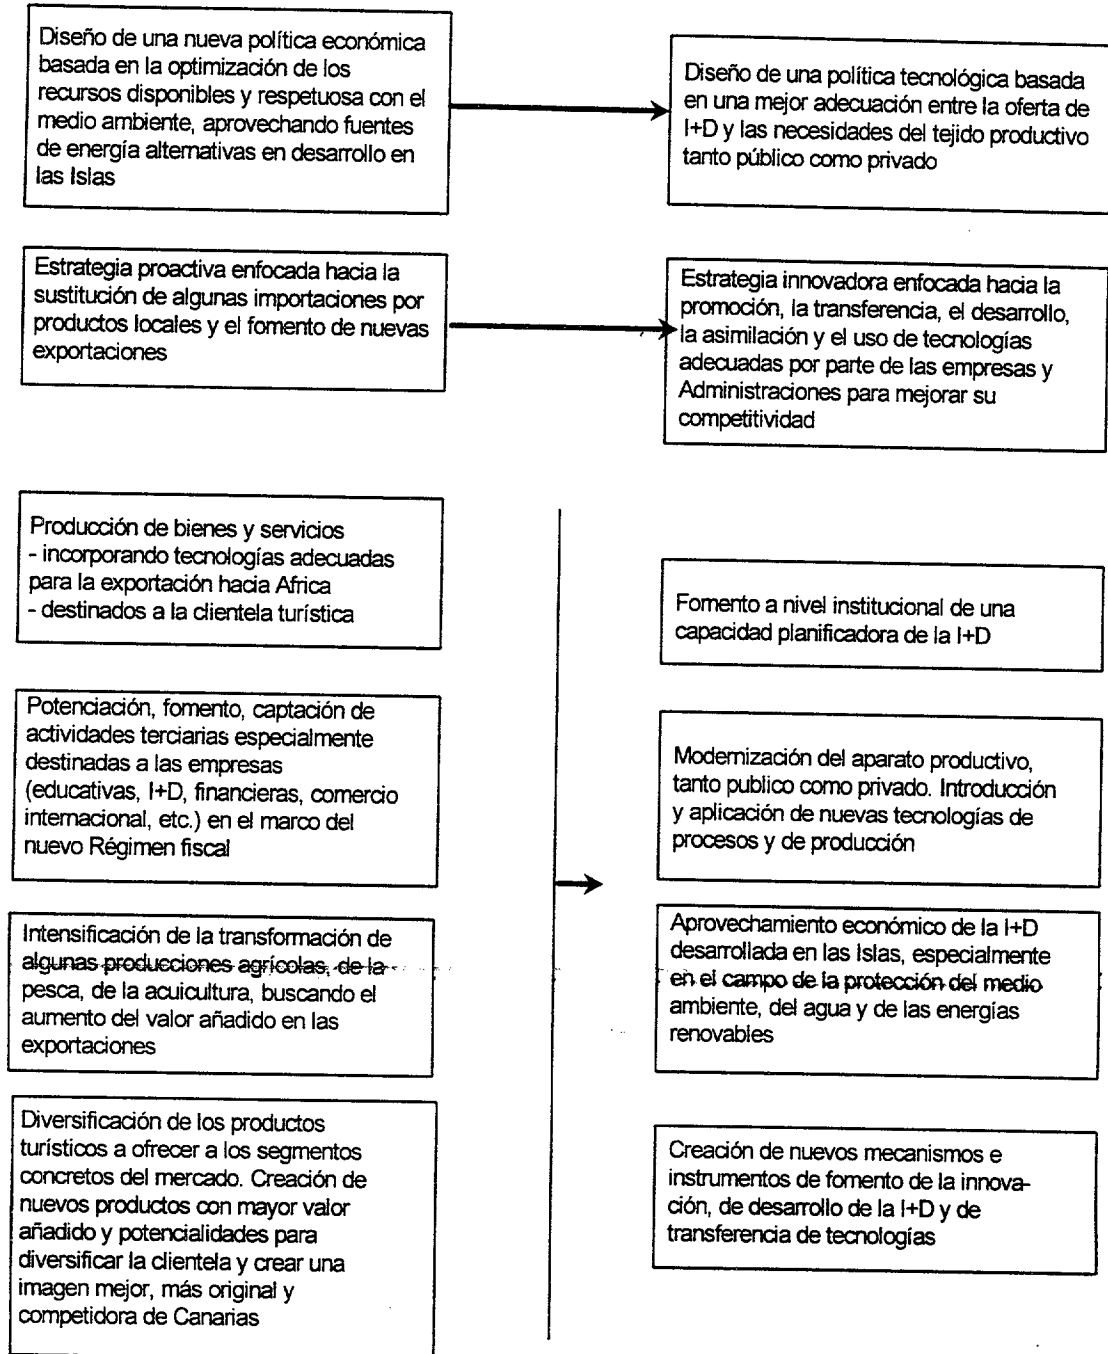 Diseño de una nueva política económica
basada en la optimización de los
recursos disponibles y respetuosa con el
medio ambiente, aprovechando fuentes
de energía alternativas en desarrollo en
las Islas
Diseño de una política tecnológica basada
en una mejor adecuación entre la oferta de
I+D y las necesidades del tejido productivo
tanto público como privado
Estrategia proactiva enfocada hacia la
sustitución de algunas importaciones por
productos locales y el fomento de nuevas
exportaciones
Estrategia innovadora enfocada hacia la
promoción, la transferencia, el desarrollo,
la asimilación y el uso de tecnologías
adecuadas por parte de las empresas y
Administraciones para mejorar su
competitividad
Producción de bienes y servicios
- incorporando tecnologías adecuadas
para la exportación hacia Africa
- destinados a la clientela turística
Potenciación, fomento, captación de
actividades terciarias especialmente
destinadas a las empresas
(educativas, I+D, financieras, comercio
internacional, etc.) en el marco del
nuevo Régimen fiscal
Intensificación de la transformación de
algunas producciones agrícolas, de la
pesca, de la acuicultura, buscando el
aumento del valor añadido en las
exportaciones
Diversificación de los productos
turísticos a ofrecer a los segmentos
concretos del mercado. Creación de
nuevos productos con mayor valor
añadido y potencialidades para
diversificar la clientela y crear una
imagen mejor, más original y
competidora de Canarias
Fomento a nivel institucional de una
capacidad planificadora de la I+D
Modernización del aparato productivo,
tanto publico como privado. Introducción
y aplicación de nuevas tecnologías de
procesos y de producción
Aprovechamiento económico de la I+D
desarrollada en las Islas, especialmente
en el campo de la protección del medio
ambiente, del agua y de las energías
renovables
Creación de nuevos mecanismos e
instrumentos de fomento de la innova-
ción, de desarrollo de la I+D y de
transferencia de tecnologías